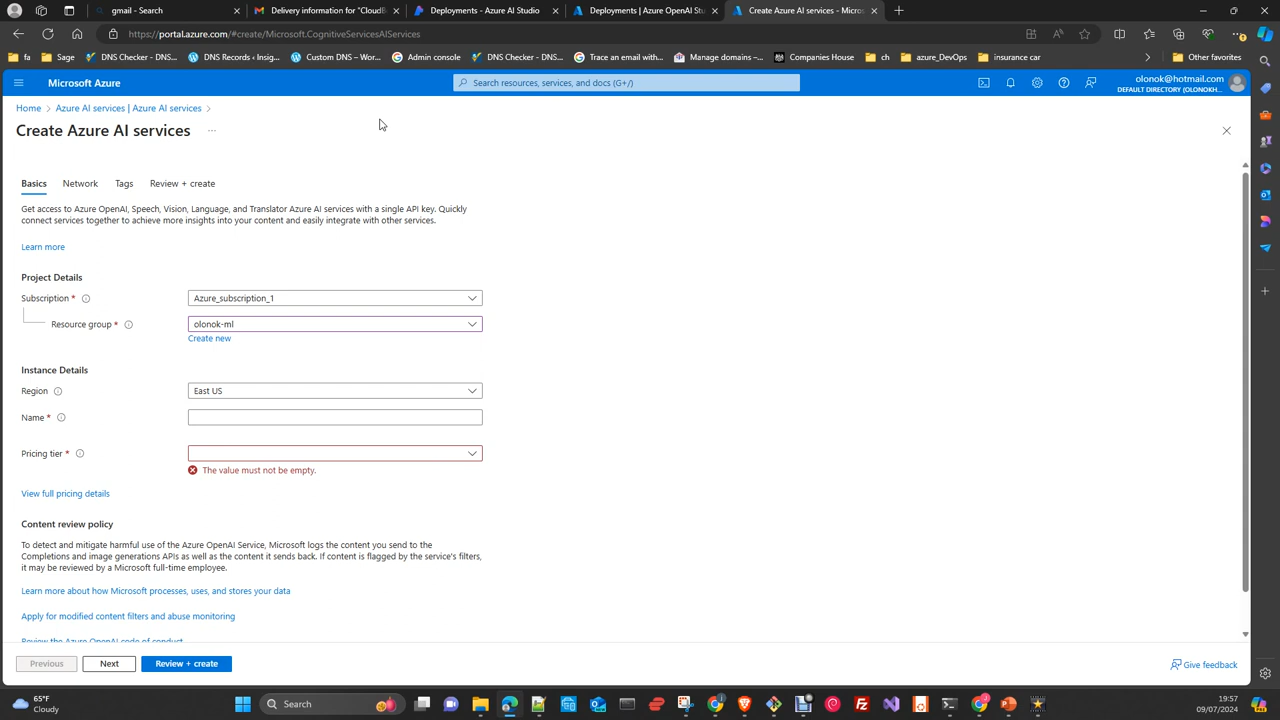 gmail - Search
Delivery information for "CloudB
Deployments - Azure AI Studio
Deployments | Azure OpenAI Stu
Create Azure AI services - Micros
https://portal.azure.com/#create/Microsoft.CognitiveServicesAIServices
fa
Sage
DNS Checker - DNS...
DNS Records ‹ Insig...
Custom DNS – Wor...
Admin console
DNS Checker - DNS...
Trace an email with...
Manage domains –...
Companies House
ch
azure_DevOps
insurance car
Other favorites
Microsoft Azure
Search resources, services, and docs (G+/)
olonok@hotmail.com
DEFAULT DIRECTORY (OLONOKH...
Home > Azure AI services | Azure AI services >
Create Azure AI services ...
Basics Network Tags Review + create
Get access to Azure OpenAI, Speech, Vision, Language, and Translator Azure AI services with a single API key. Quickly
connect services together to achieve more insights into your content and easily integrate with other services.
Learn more
Project Details
Subscription * Azure_subscription_1
Resource group * olonok-ml
Create new
Instance Details
Region East US
Name *
Pricing tier *
The value must not be empty.
View full pricing details
Content review policy
To detect and mitigate harmful use of the Azure OpenAI Service, Microsoft logs the content you send to the
Completions and image generations APIs as well as the content it sends back. If content is flagged by the service's filters,
it may be reviewed by a Microsoft full-time employee.
Learn more about how Microsoft processes, uses, and stores your data
Apply for modified content filters and abuse monitoring
Review the Azure OpenAI code of conduct
Previous Next Review + create
Give feedback
65°F
Cloudy
Search
19:57
09/07/2024